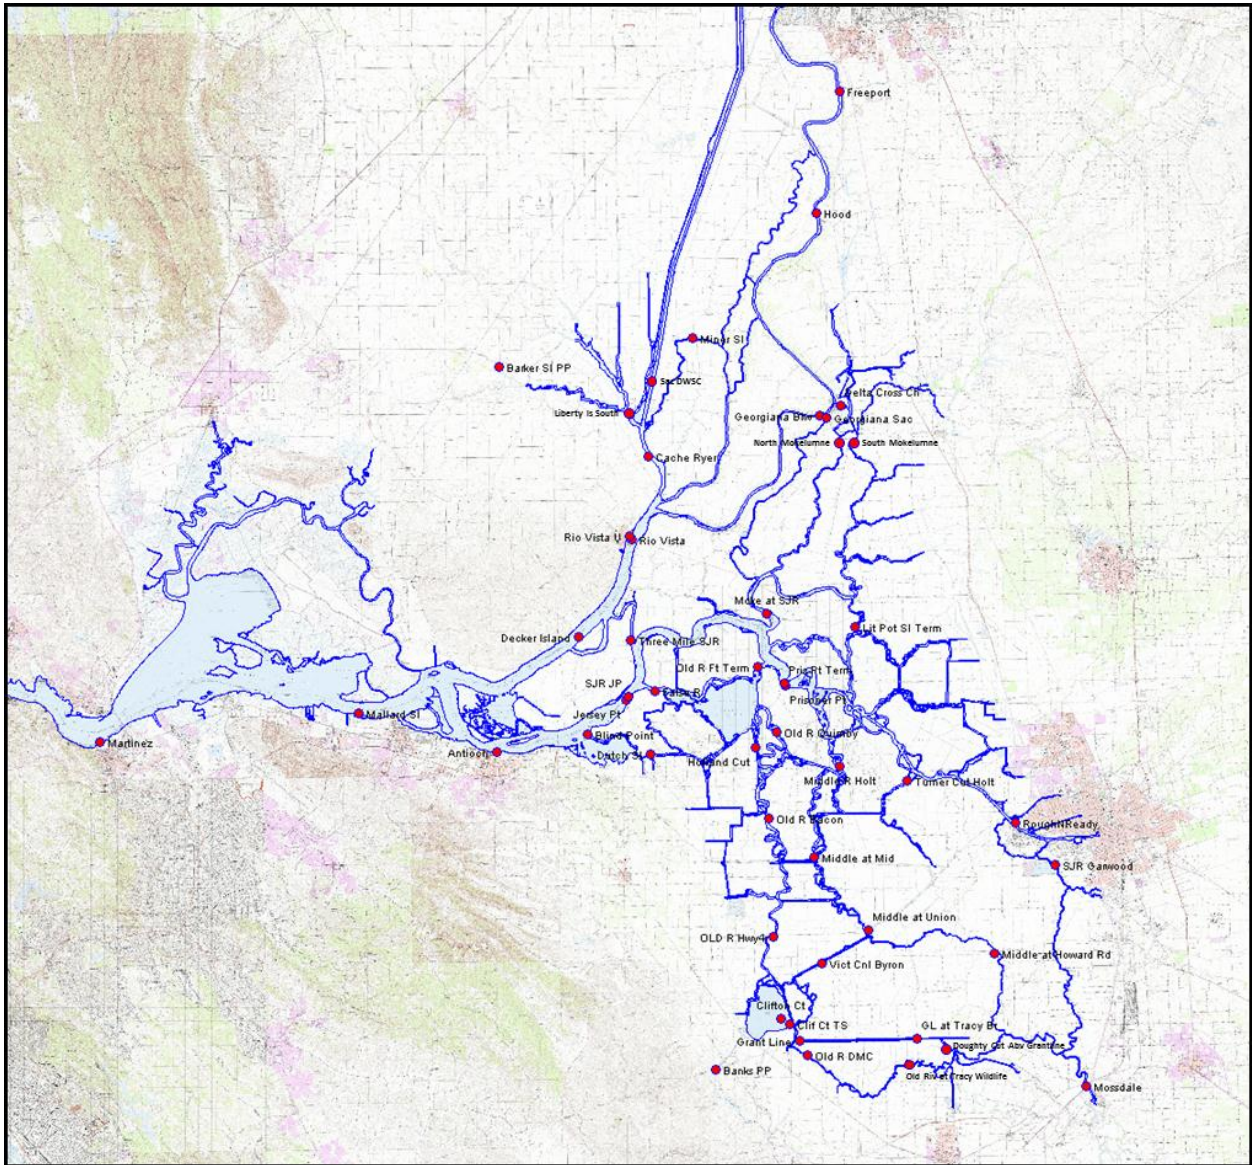 Freeport
Hood
Miner Sl
Barker Sl PP
Sac DWSC
Liberty Is South
Delta Cross Ch
Georgiana Blw
Georgiana Sac
North Mokelumne
South Mokelumne
Cache Ryer
Rio Vista U
Rio Vista
Moke at SJR
Lit Pot Sl Term
Decker Island
Three Mile SJR
Old R Ft Term
Pris Pt Term
SJR JP
False R
Prisoner Pt
Mallard Sl
Jersey Pt
Blind Point
Old R Quimby
Martinez
Antioch
Dutch Sl
Holland Cut
Middle R Holt
Turner Cut Holt
Old R Bacon
RoughNReady
Middle at Mid
SJR Garwood
Middle at Union
OLD R Hwy4
Middle at Howard Rd
Vict Cnl Byron
Clifton Ct
Clif Ct TS
Grant Line
GL at Tracy B
Doughty Cut Abv Grantline
Old R DMC
Old Riv at Tracy Wildlife
Banks PP
Mossdale